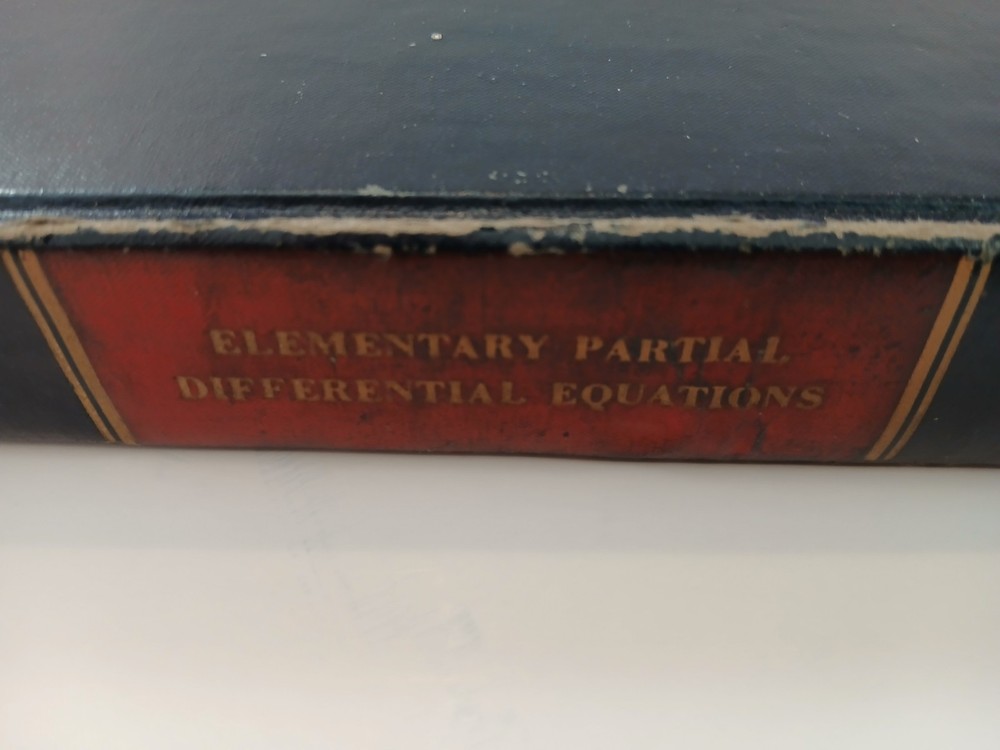 ELEMENTARY PARTIAL
DIFFERENTIAL EQUATIONS